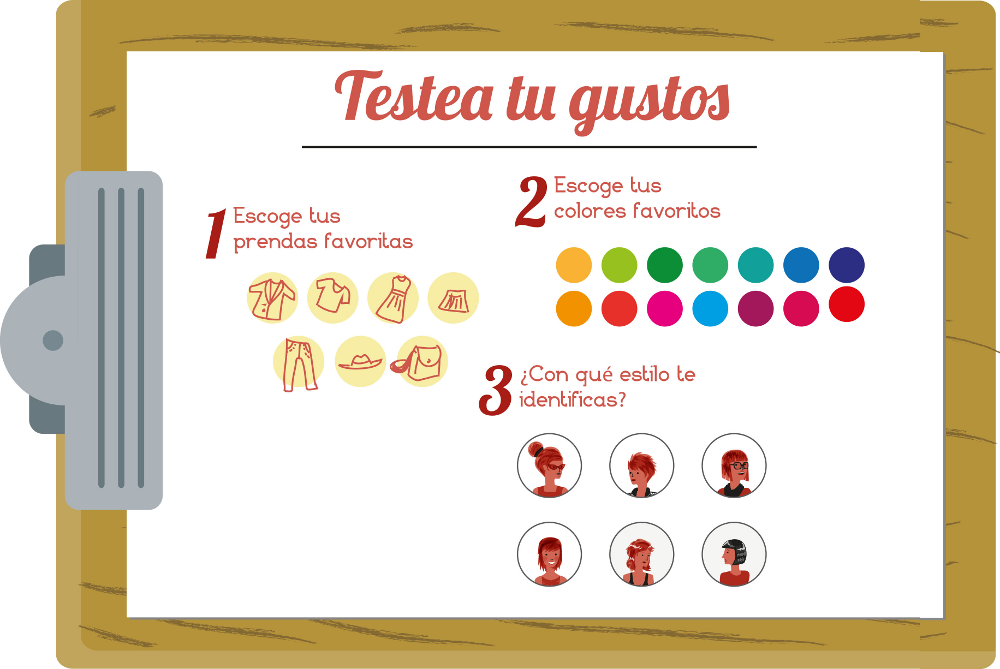 Testea tu gustos
1 Escoge tus
prendas favoritas
2 Escoge tus
colores favoritos
3 ¿Con qué estilo te
identificas?